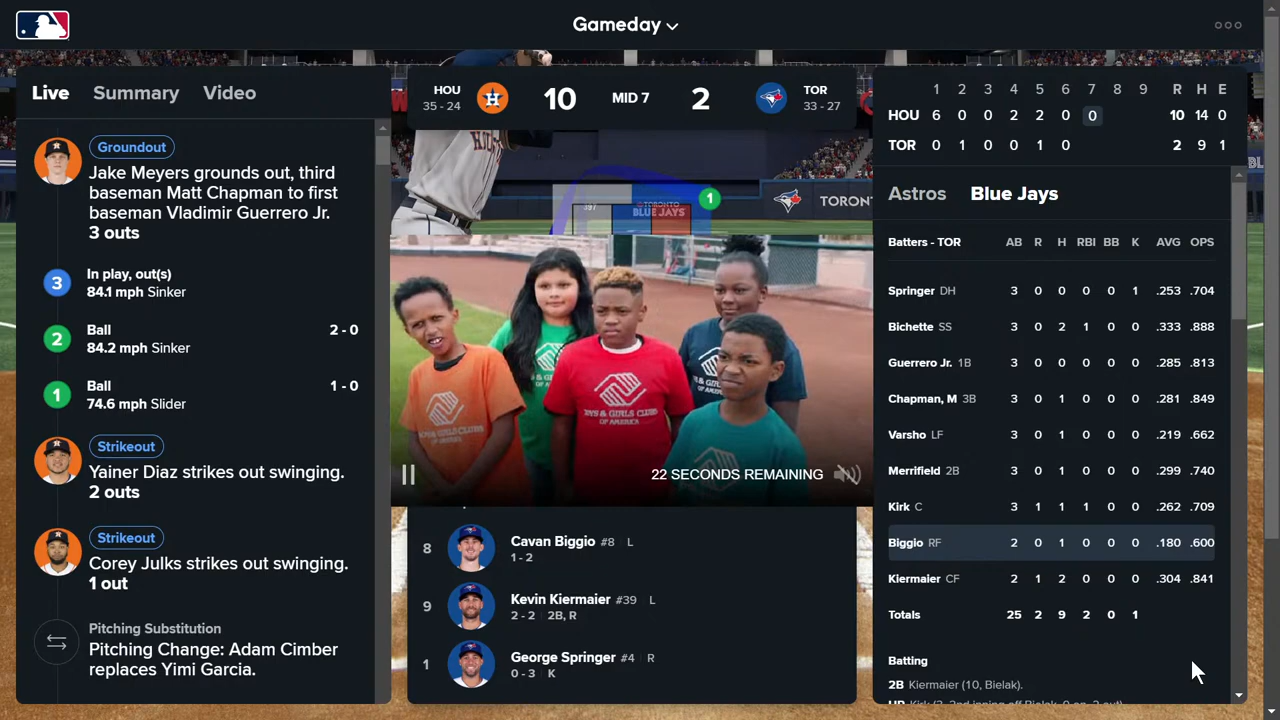 Gameday
Live Summary Video
Groundout
Jake Meyers grounds out, third
baseman Matt Chapman to first
baseman Vladimir Guerrero Jr.
3 outs
3 In play, out(s)
84.1 mph Sinker
2 Ball 2 - 0
84.2 mph Sinker
1 Ball 1 - 0
74.6 mph Slider
Strikeout
Yainer Diaz strikes out swinging.
2 outs
Strikeout
Corey Julks strikes out swinging.
1 out
Pitching Substitution
Pitching Change: Adam Cimber
replaces Yimi Garcia.
HOU 35 - 24 10 MID 7 2 TOR 33 - 27
1
397
TORONTO
BLUE JAYS
TORON
BOYS & GIRLS CLUBS
OF AMERICA
22 SECONDS REMAINING
8 Cavan Biggio #8 L
1 - 2
9 Kevin Kiermaier #39 L
2 - 2 2B, R
1 George Springer #4 R
0 - 3 K
1 2 3 4 5 6 7 8 9 R H E
HOU 6 0 0 2 2 0 0 10 14 0
TOR 0 1 0 0 1 0 2 9 1
Astros Blue Jays
Batters - TOR AB R H RBI BB K AVG OPS
Springer DH 3 0 0 0 0 1 .253 .704
Bichette SS 3 0 2 1 0 0 .333 .888
Guerrero Jr. 1B 3 0 0 0 0 0 .285 .813
Chapman, M 3B 3 0 1 0 0 0 .281 .849
Varsho LF 3 0 1 0 0 0 .219 .662
Merrifield 2B 3 0 1 0 0 0 .299 .740
Kirk C 3 1 1 1 0 0 .262 .709
Biggio RF 2 0 1 0 0 0 .180 .600
Kiermaier CF 2 1 2 0 0 0 .841
Totals 25 2 9 2 0 1
Batting
2B Kiermaier (10, Bielak).